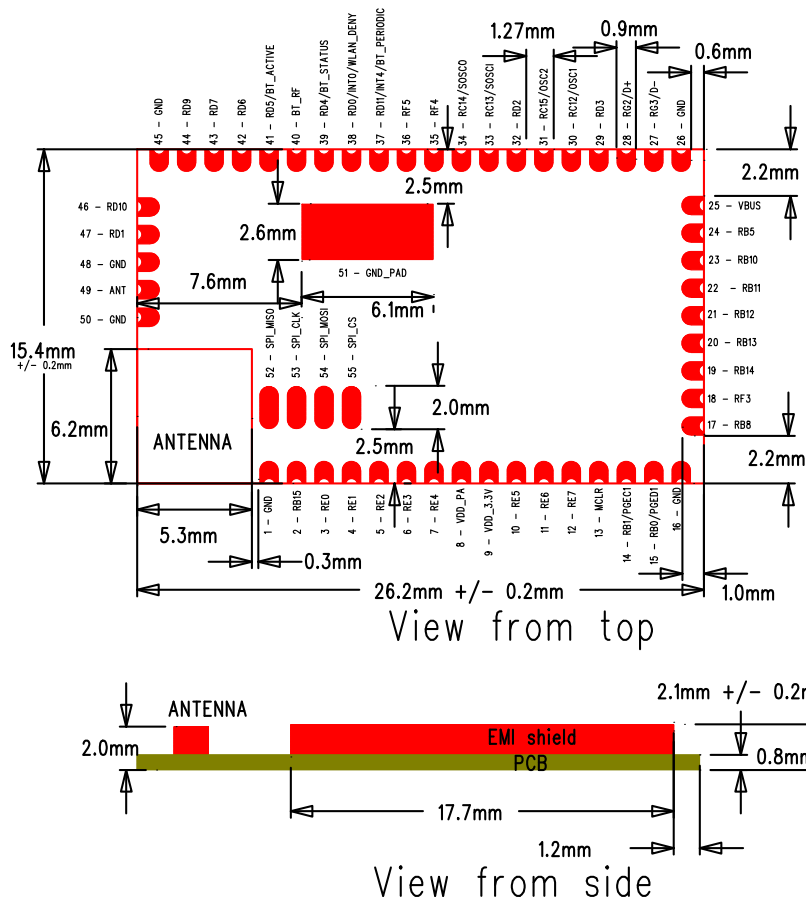 1.27mm
0.9mm
0.6mm
45 - GND
44 - RD9
43 - RD7
42 - RD6
41 - RD5/BT_ACTIVE
40 - BT_RF
39 - RD4/BT_STATUS
38 - RD0/INT0/WLAN_DENY
37 - RD11/INT4/BT_PERIODIC
36 - RF5
35 - RF4
34 - RC14/SOSCO
33 - RC13/SOSCI
32 - RD2
31 - RC15/OSC2
30 - RC12/OSC1
29 - RD3
28 - RG2/D+
27 - RG3/D-
26 - GND
2.5mm
2.2mm
46 - RD10
47 - RD1
48 - GND
49 - ANT
50 - GND
2.6mm
51 - GND_PAD
7.6mm
6.1mm
25 - VBUS
24 - RB5
23 - RB10
22 - RB11
21 - RB12
20 - RB13
19 - RB14
18 - RF3
17 - RB8
52 - SPI_MISO
53 - SPI_CLK
54 - SPI_MOSI
55 - SPI_CS
15.4mm
+/- 0.2mm
6.2mm
ANTENNA
2.0mm
2.5mm
2.2mm
5.3mm
0.3mm
1 - GND
2 - RB15
3 - RE0
4 - RE1
5 - RE2
6 - RE3
7 - RE4
8 - VDD_PA
9 - VDD_3.3V
10 - RE5
11 - RE6
12 - RE7
13 - MCLR
14 - RB1/PGEC1
15 - RB0/PGED1
16 - GND
26.2mm +/- 0.2mm
1.0mm
View from top
2.1mm +/- 0.2m
ANTENNA
2.0mm
EMI shield
PCB
0.8mm
17.7mm
1.2mm
View from side